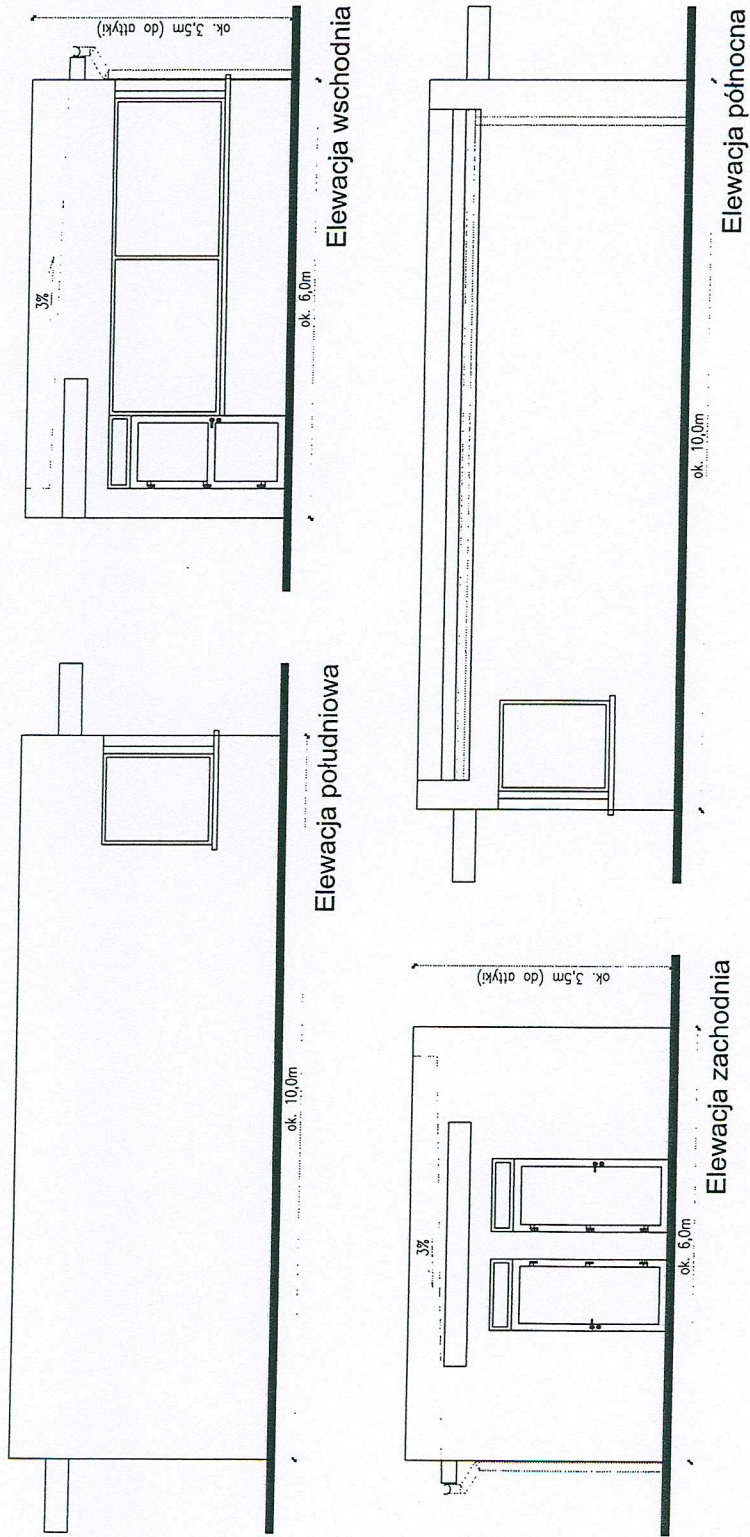 ok. 10,0m
Elewacja południowa
3%
ok. 3,5m (do attyki)
ok. 6,0m
Elewacja wschodnia
3%
ok. 3,5m (do attyki)
ok. 6,0m
Elewacja zachodnia
ok. 10,0m
Elewacja północna